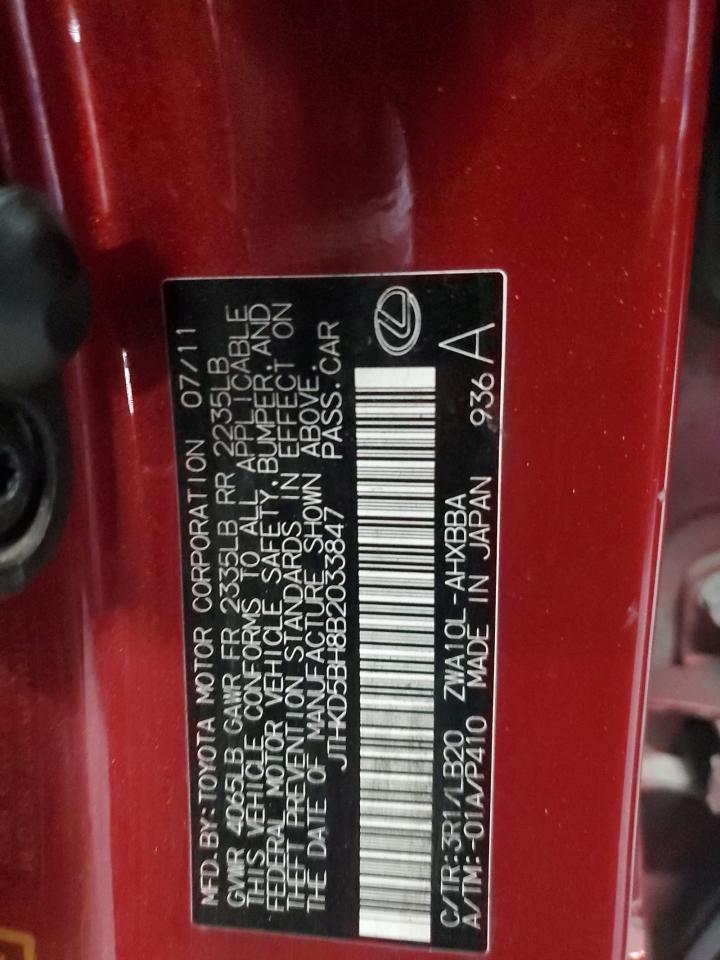 MFD.BY:TOYOTA MOTOR CORPORATION 07/11
GVWR 4065LB GAWR FR 2335LB RR 2235LB
THIS VEHICLE CONFORMS TO ALL APPLICABLE
FEDERAL MOTOR VEHICLE SAFETY,BUMPER,AND
THEFT PREVENTION STANDARDS IN EFFECT ON
THE DATE OF MANUFACTURE SHOWN ABOVE.
JTHKD5BH8B2033847 PASS.CAR
C/TR:3R1/LB20 ZWA10L-AHXBBA
A/TM:-01A/P410 MADE IN JAPAN 936 A